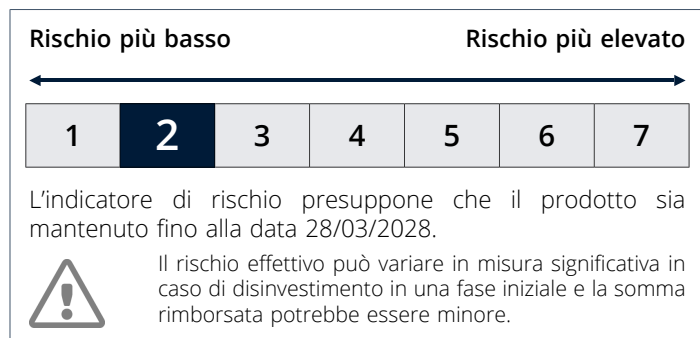 Rischio più basso Rischio più elevato
1 2 3 4 5 6 7
L'indicatore di rischio presuppone che il prodotto sia
mantenuto fino alla data 28/03/2028.
Il rischio effettivo può variare in misura significativa in
caso di disinvestimento in una fase iniziale e la somma
rimborsata potrebbe essere minore.